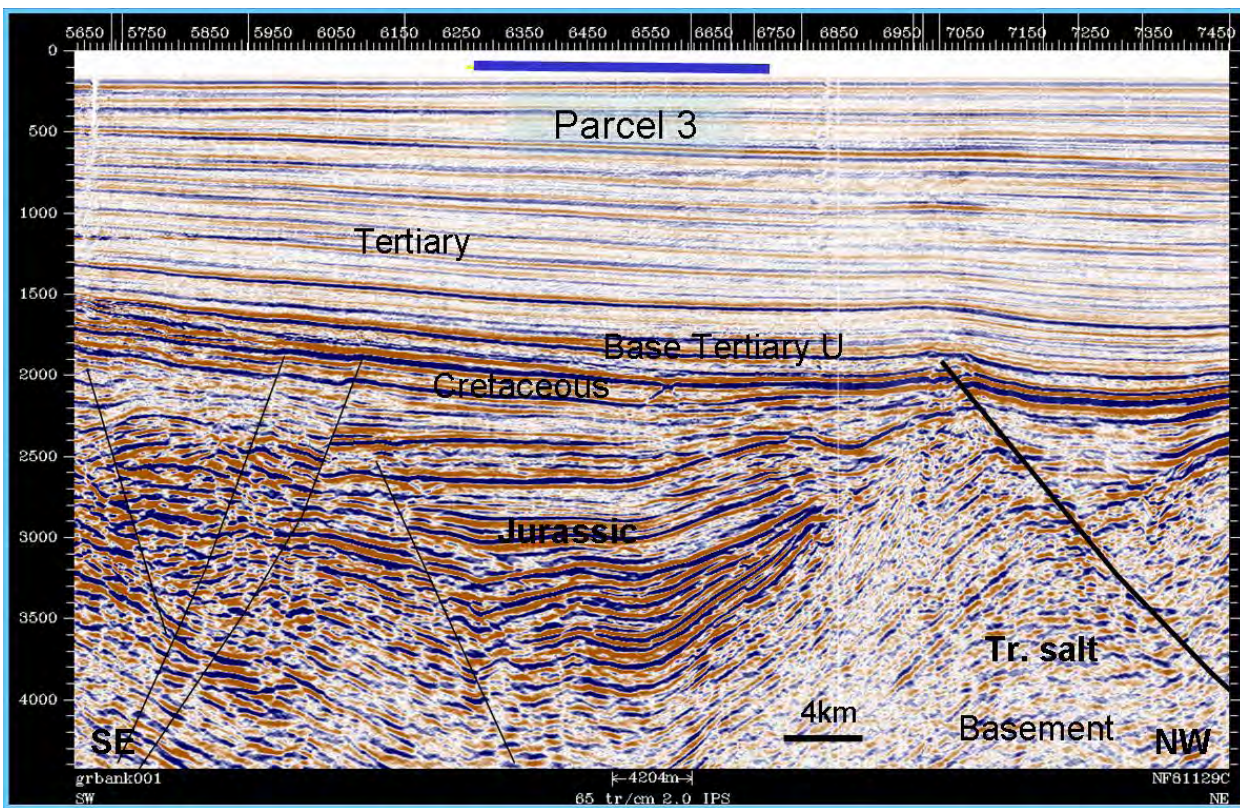 5650 5750 5850 5950 6050 6150 6250 6350 6450 6550 6650 6750 6850 6950 7050 7150 7250 7350 7450
0
Parcel 3
500
1000
Tertiary
1500
Base Tertiary U
2000
Cretaceous
2500
Jurassic
3000
3500
Tr. salt
4000
4km
Basement
SE
NW
grbank001
4204m
NF81129C
SW
65 tr/cm 2.0 IPS
NE